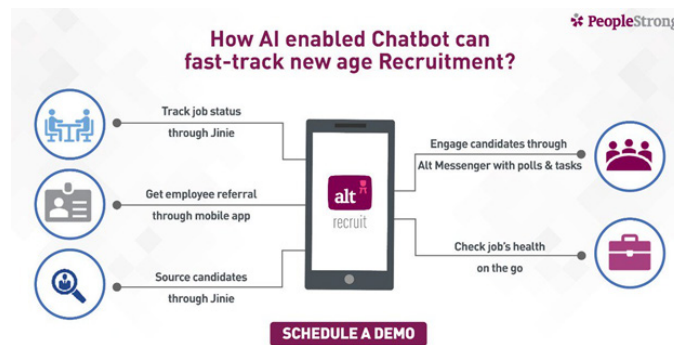 PeopleStrong
How AI enabled Chatbot can
fast-track new age Recruitment?
Track job status
through Jinie
Get employee referral
through mobile app
Source candidates
through Jinie
alt
recruit
Engage candidates through
Alt Messenger with polls & tasks
Check job's health
on the go
SCHEDULE A DEMO